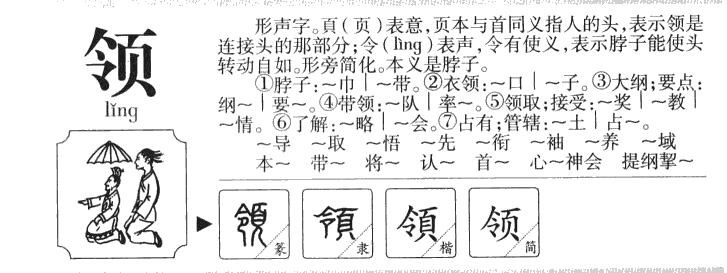 领
lǐng
形声字。頁(页)表意,页本与首同义指人的头,表示领是
连接头的那部分;令(lìng)表声,令有使义,表示脖子能使头
转动自如。形旁简化。本义是脖子。
①脖子:~巾|~带。②衣领:~口|~子。③大纲;要点:
纲~|要~。④带领:~队|率~。⑤领取;接受:~奖|~教|
~情。⑥了解:~略|~会。⑦占有;管辖:~土|占~。
~导 ~取 ~悟 ~先 ~衔 ~袖 ~养 ~域
本~ 带~ 将~ 认~ 首~ 心~神会 提纲挈~
領 篆
領 隶
領 楷
领 简